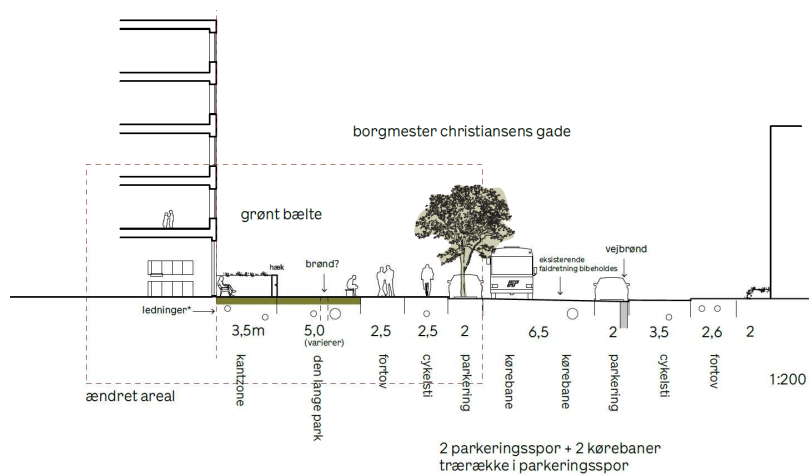 borgmester christiansens gade
grønt bælte
hæk
brønd?
eksisterende
faldretning bibeholdes
vejbrønd
ledninger*
3,5m
5,0
(varierer)
2,5
2,5
2
6,5
2
3,5
2,6
2
kantzone
den lange park
fortov
cykelsti
parkering
kørebane
kørebane
parkering
cykelsti
fortov
1:200
ændret areal
2 parkeringsspor + 2 kørebaner
trærække i parkeringsspor